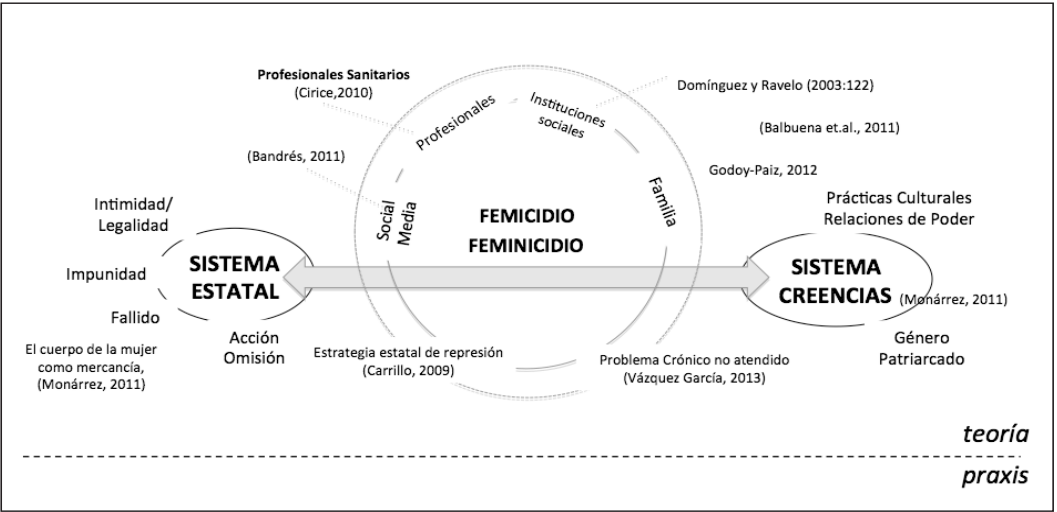 Profesionales Sanitarios
(Cirice,2010)
Profesionales
Instituciones
sociales
Domínguez y Ravelo (2003:122)
(Balbuena et.al., 2011)
(Bandrés, 2011)
Godoy-Paiz, 2012
Social
Media
Familia
FEMICIDIO
FEMINICIDIO
Intimidad/
Legalidad
Impunidad
Fallido
El cuerpo de la mujer
como mercancía,
(Monárrez, 2011)
SISTEMA
ESTATAL
Acción
Omisión
Prácticas Culturales
Relaciones de Poder
SISTEMA
CREENCIAS
(Monárrez, 2011)
Género
Patriarcado
Estrategia estatal de represión
(Carrillo, 2009)
Problema Crónico no atendido
(Vázquez García, 2013)
teoría
praxis